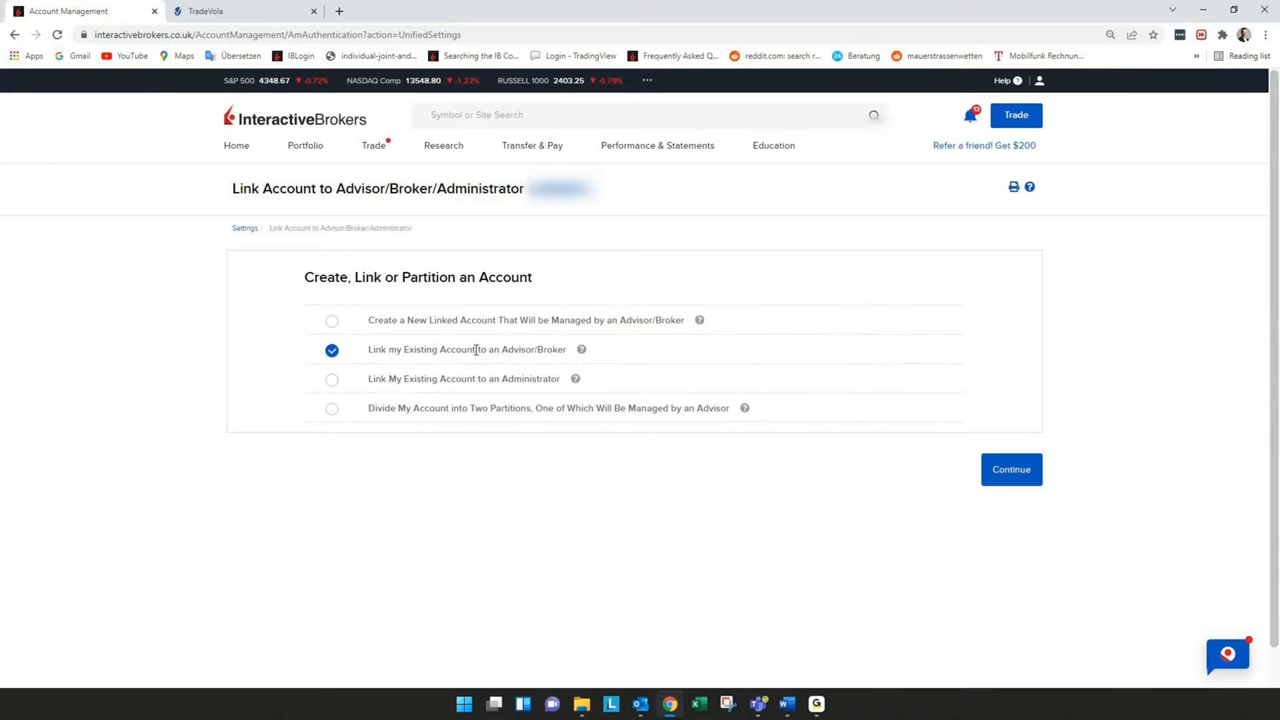 Account Management
TradeVola
interactivebrokers.co.uk/AccountManagement/AmAuthentication?action=UnifiedSettings
Apps Gmail YouTube Maps Übersetzen IBLogin individual-joint-and... Searching the IB Co... Login - TradingView Frequently Asked Q... reddit.com: search r... Beratung mauerstrassenwetten Mobilfunk Rechnun... » Reading list
S&P 500 4348.67 ▼ -0.72% NASDAQ Comp 13548.80 ▼ -1.22% RUSSELL 1000 2403.25 ▼ -0.79% ••• Help ?
InteractiveBrokers Symbol or Site Search 13 Trade
Home Portfolio Trade Research Transfer & Pay Performance & Statements Education Refer a friend! Get $200
Link Account to Advisor/Broker/Administrator
Settings / Link Account to Advisor/Broker/Administrator
Create, Link or Partition an Account
Create a New Linked Account That Will be Managed by an Advisor/Broker ?
Link my Existing Account to an Advisor/Broker ?
Link My Existing Account to an Administrator ?
Divide My Account into Two Partitions, One of Which Will Be Managed by an Advisor ?
Continue